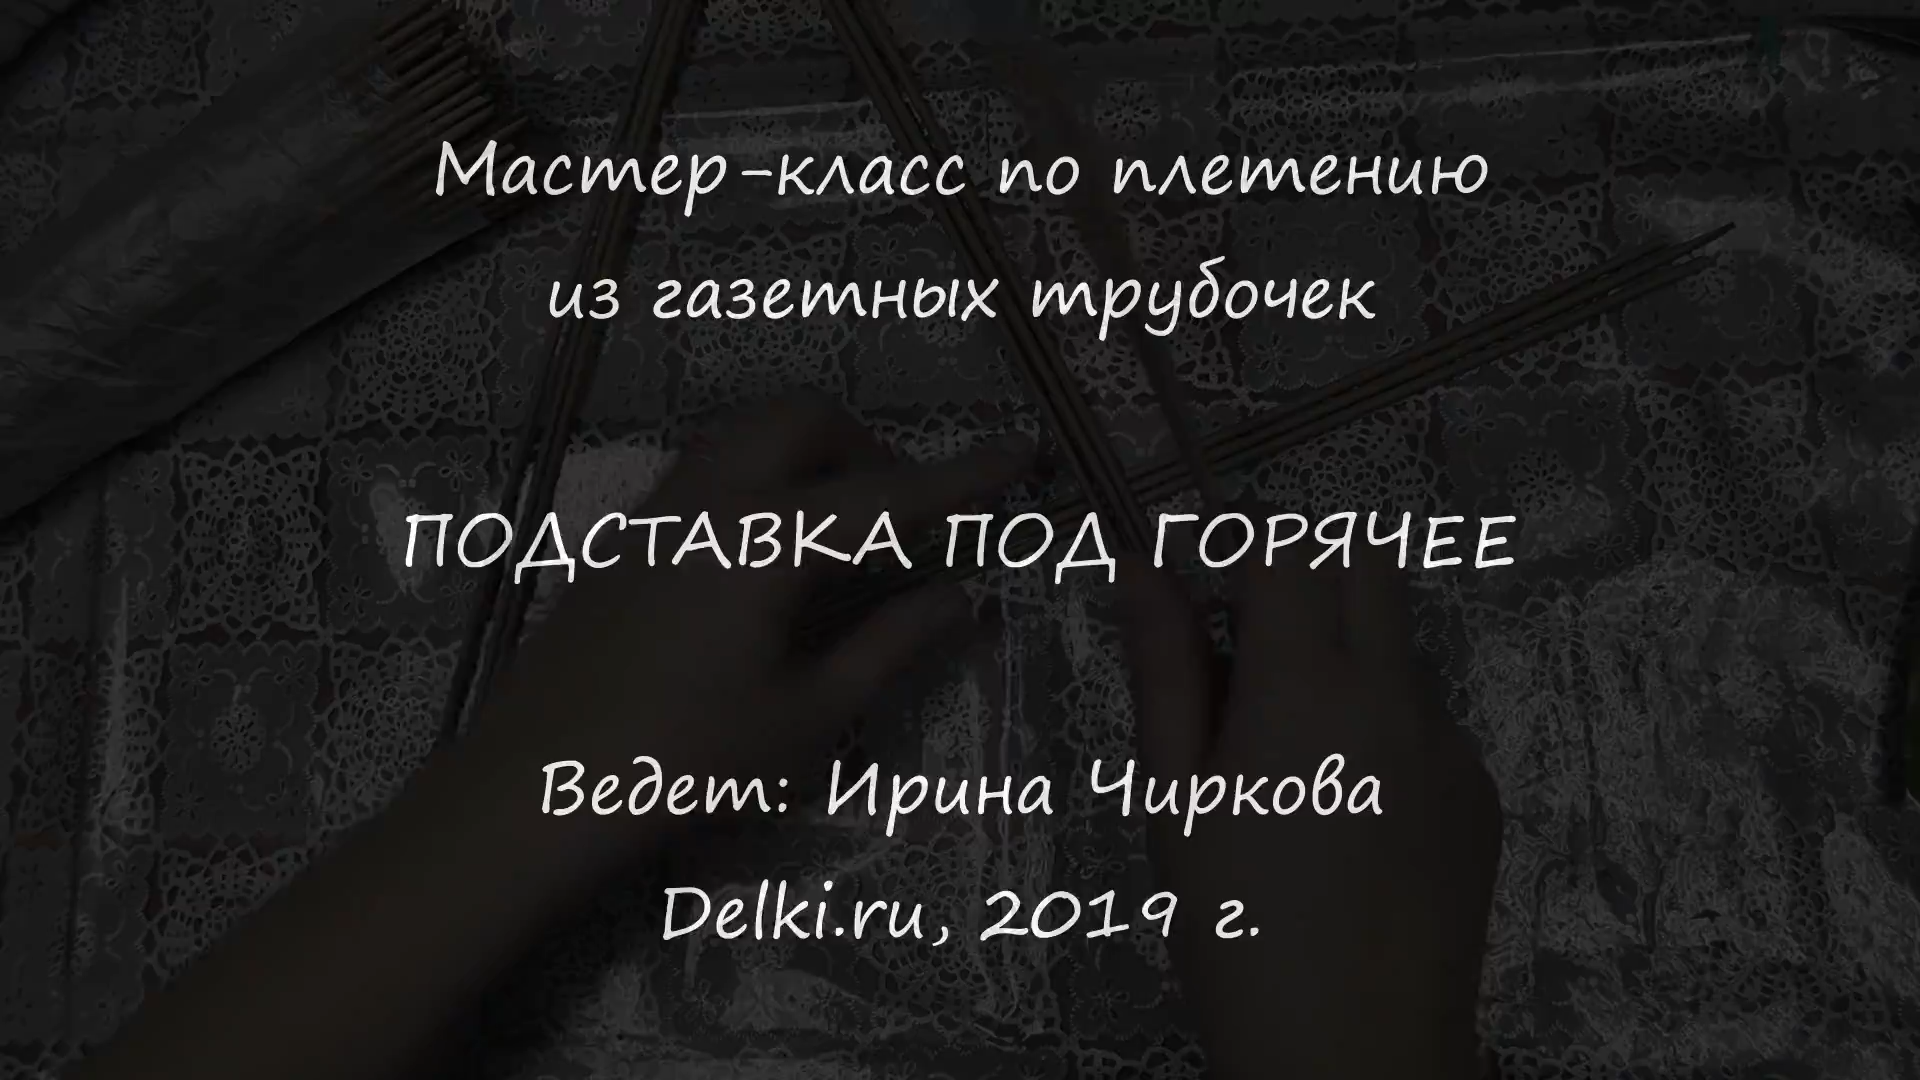 Мастер-класс по плетению
из газетных трубочек
ПОДСТАВКА ПОД ГОРЯЧЕЕ
Ведет: Ирина Чиркова
Delki.ru, 2019 г.